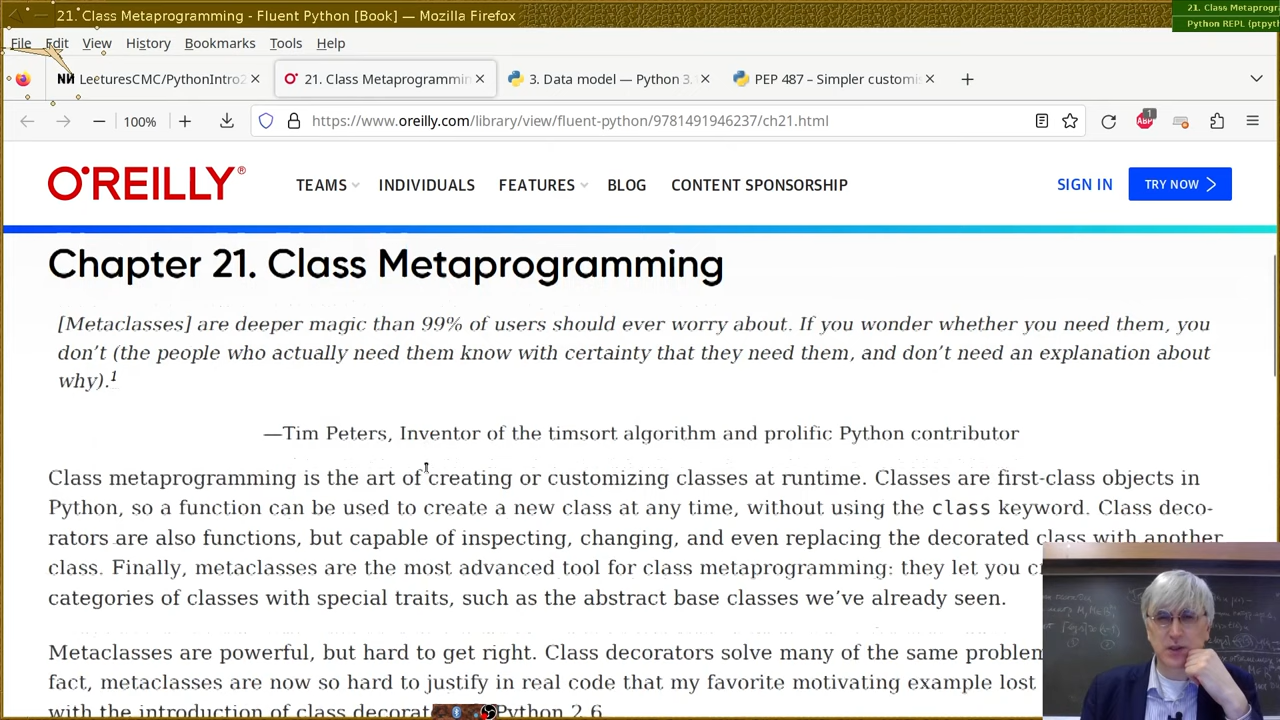 21. Class Metaprogramming - Fluent Python [Book] — Mozilla Firefox
21. Class Metaprogr
Python REPL (ptpyth
File Edit View History Bookmarks Tools Help
LecturesCMC/PythonIntro2
21. Class Metaprogrammin
3. Data model — Python 3.
PEP 487 – Simpler customis
100%
https://www.oreilly.com/library/view/fluent-python/9781491946237/ch21.html
ABP 1
O'REILLY®
TEAMS INDIVIDUALS FEATURES BLOG CONTENT SPONSORSHIP SIGN IN TRY NOW
Chapter 21. Class Metaprogramming
[Metaclasses] are deeper magic than 99% of users should ever worry about. If you wonder whether you need them, you
don’t (the people who actually need them know with certainty that they need them, and don’t need an explanation about
why).1
—Tim Peters, Inventor of the timsort algorithm and prolific Python contributor
Class metaprogramming is the art of creating or customizing classes at runtime. Classes are first-class objects in
Python, so a function can be used to create a new class at any time, without using the class keyword. Class deco-
rators are also functions, but capable of inspecting, changing, and even replacing the decorated class with another
class. Finally, metaclasses are the most advanced tool for class metaprogramming: they let you cr
categories of classes with special traits, such as the abstract base classes we’ve already seen.
Metaclasses are powerful, but hard to get right. Class decorators solve many of the same problem
fact, metaclasses are now so hard to justify in real code that my favorite motivating example lost
with the introduction of class decorat Python 2.6.